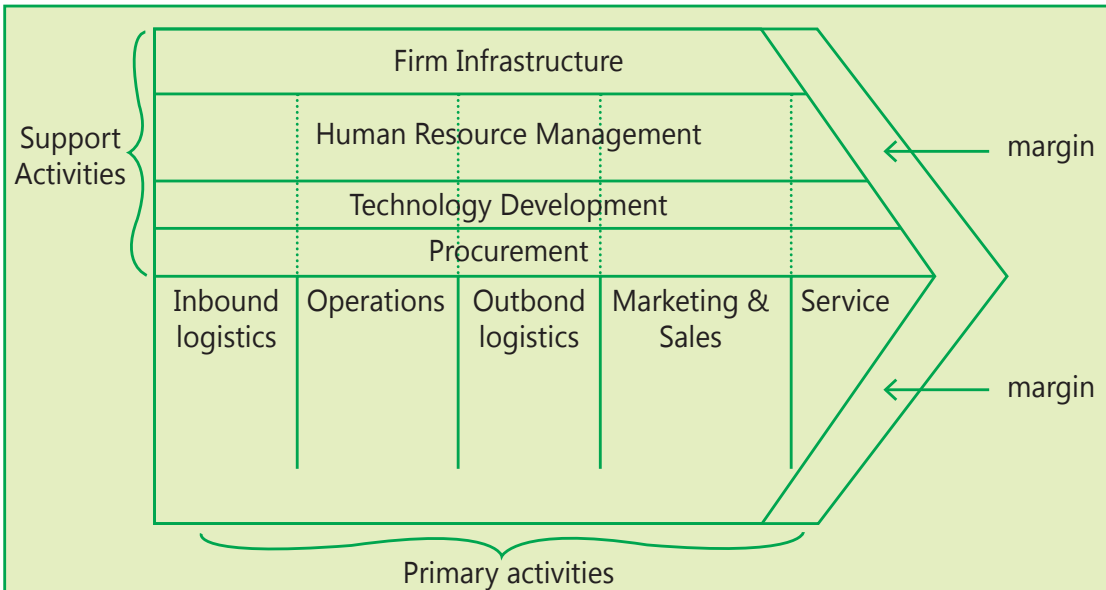 Firm Infrastructure
Support
Activities
Human Resource Management
margin
Technology Development
Procurement
Inbound
logistics
Operations
Outbond
logistics
Marketing &
Sales
Service
margin
Primary activities